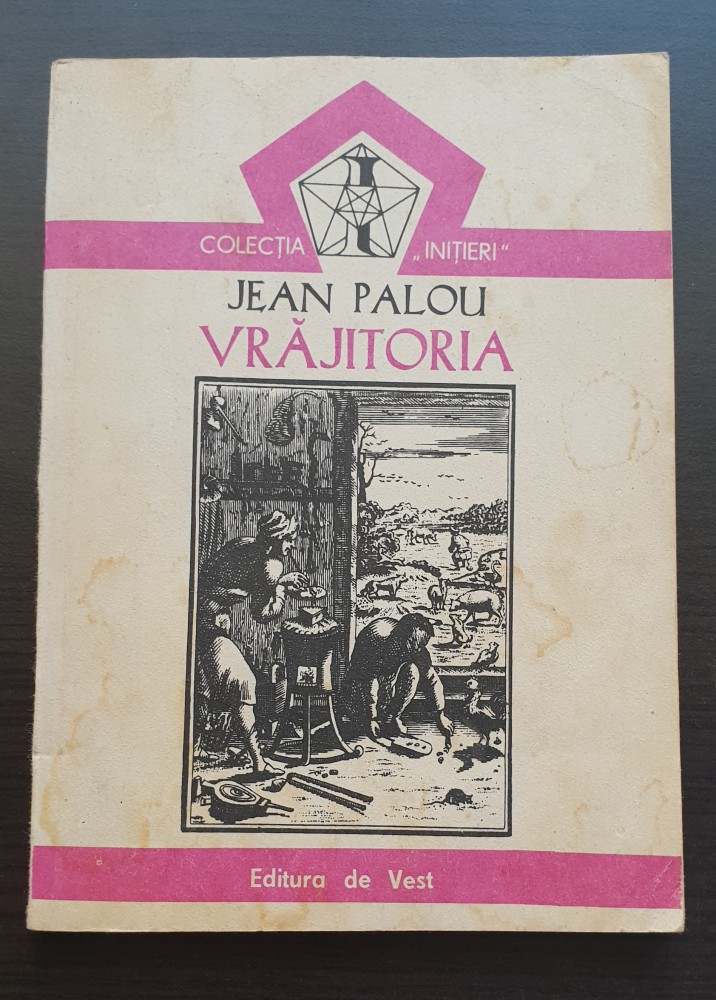 COLECȚIA „INIȚIERI"
JEAN PALOU
VRĂJITORIA
Editura de Vest